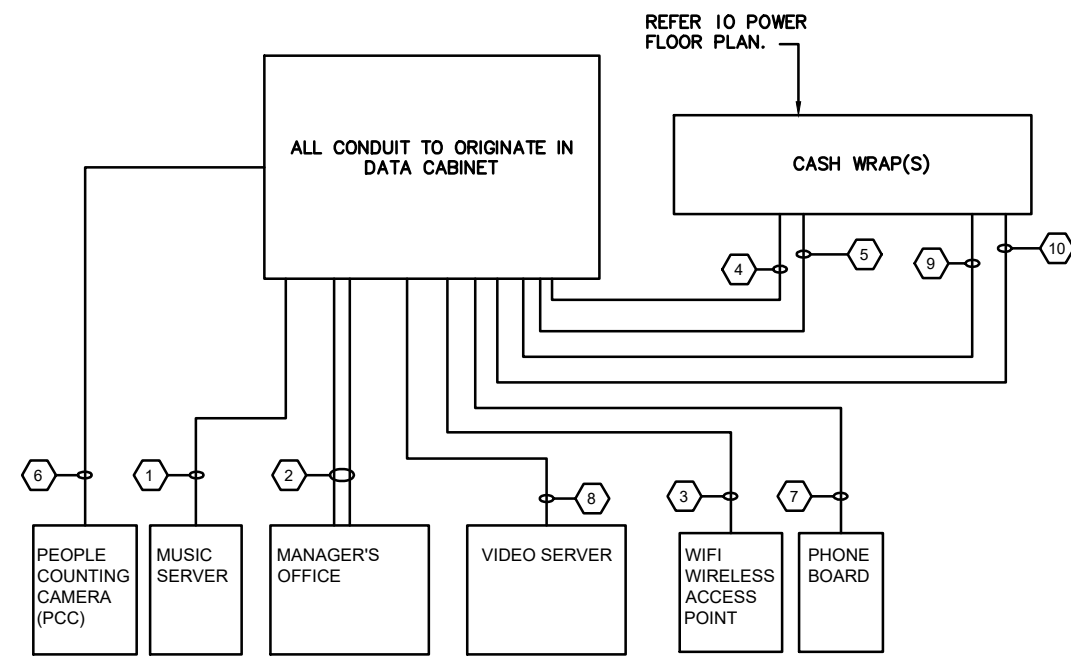 REFER IO POWER
FLOOR PLAN.
ALL CONDUIT TO ORIGINATE IN
DATA CABINET
CASH WRAP(S)
4
5
9
10
6
1
2
8
3
7
PEOPLE
COUNTING
CAMERA
(PCC)
MUSIC
SERVER
MANAGER'S
OFFICE
VIDEO SERVER
WIFI
WIRELESS
ACCESS
POINT
PHONE
BOARD